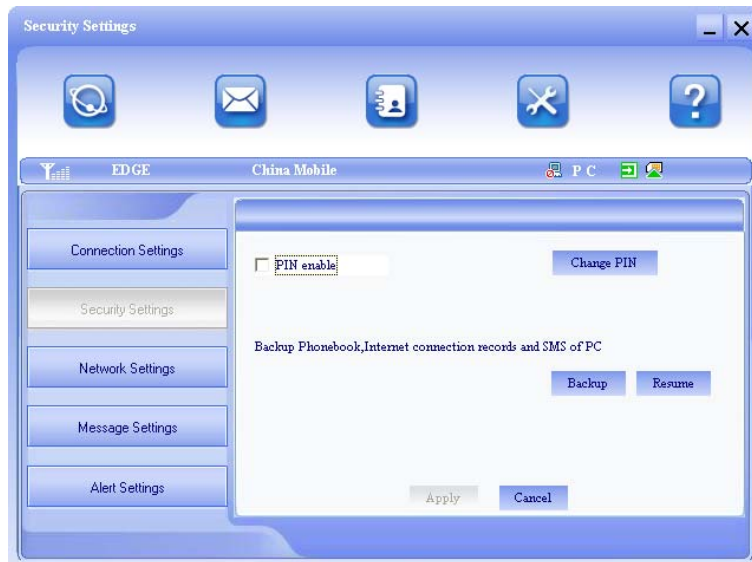 Security Settings
EDGE China Mobile PC
Connection Settings
PIN enable Change PIN
Security Settings
Backup Phonebook,Internet connection records and SMS of PC
Network Settings
Backup Resume
Message Settings
Alert Settings
Apply Cancel